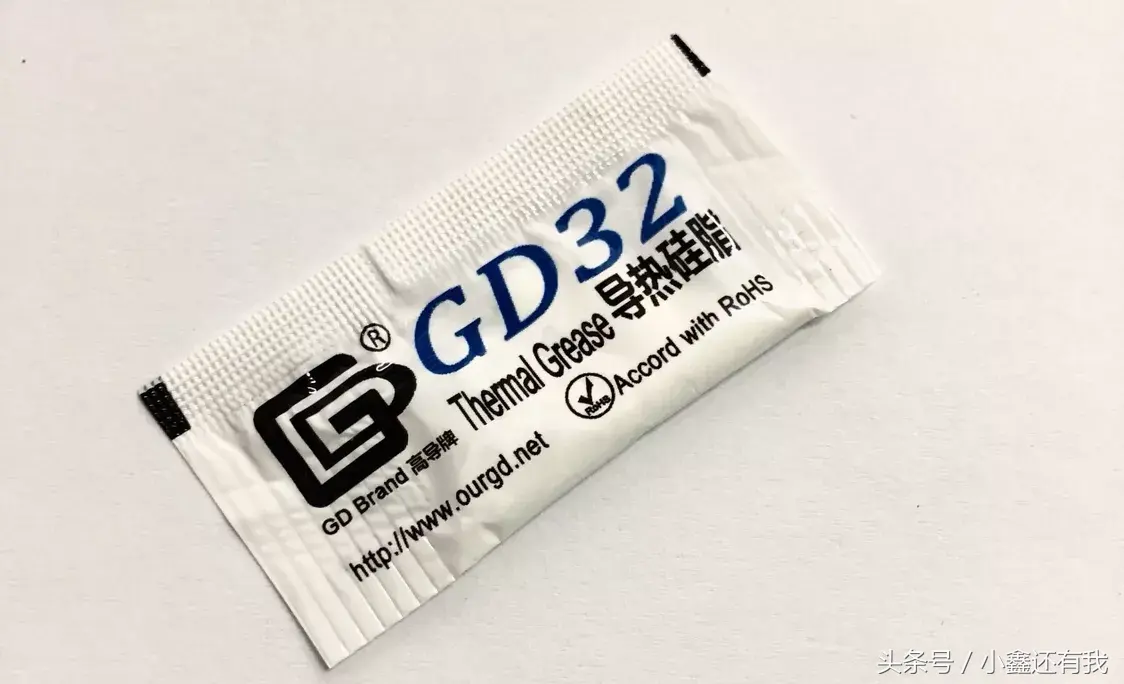 GD32
®
Thermal Grease 导热硅脂
GD Brand 高导牌
RoHS
Accord with RoHS
http://www.ourgd.net
头条号 / 小鑫还有我